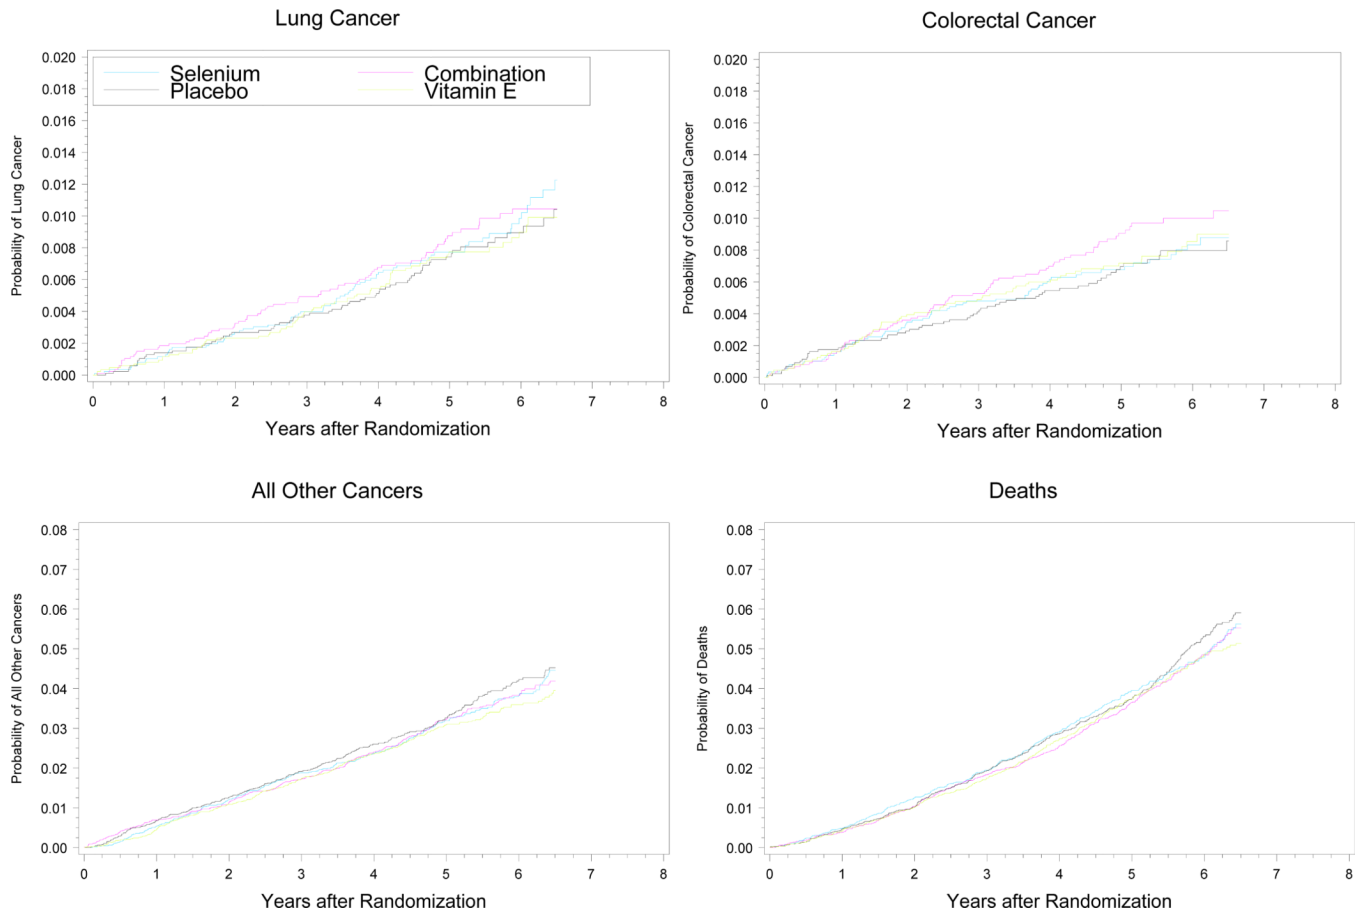 Lung Cancer
Probability of Lung Cancer
0.020
0.018
0.016
0.014
0.012
0.010
0.008
0.006
0.004
0.002
0.000
Selenium Combination
Placebo Vitamin E
0 1 2 3 4 5 6 7 8
Years after Randomization
Colorectal Cancer
Probability of Colorectal Cancer
0.020
0.018
0.016
0.014
0.012
0.010
0.008
0.006
0.004
0.002
0.000
0 1 2 3 4 5 6 7 8
Years after Randomization
All Other Cancers
Probability of All Other Cancers
0.08
0.07
0.06
0.05
0.04
0.03
0.02
0.01
0.00
0 1 2 3 4 5 6 7 8
Years after Randomization
Deaths
Probability of Deaths
0.08
0.07
0.06
0.05
0.04
0.03
0.02
0.01
0.00
0 1 2 3 4 5 6 7 8
Years after Randomization